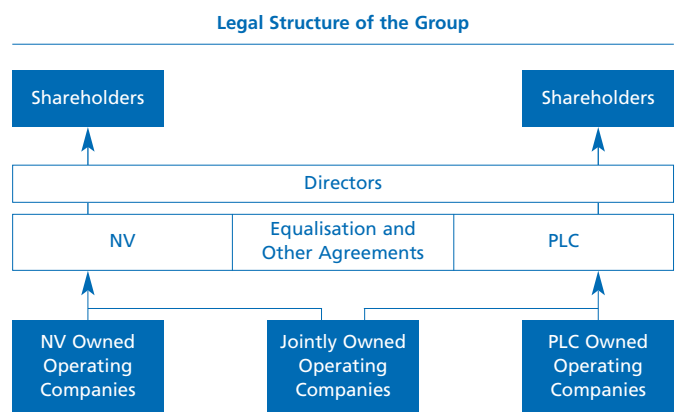 Legal Structure of the Group
Shareholders
Shareholders
Directors
NV
Equalisation and
Other Agreements
PLC
NV Owned
Operating
Companies
Jointly Owned
Operating
Companies
PLC Owned
Operating
Companies